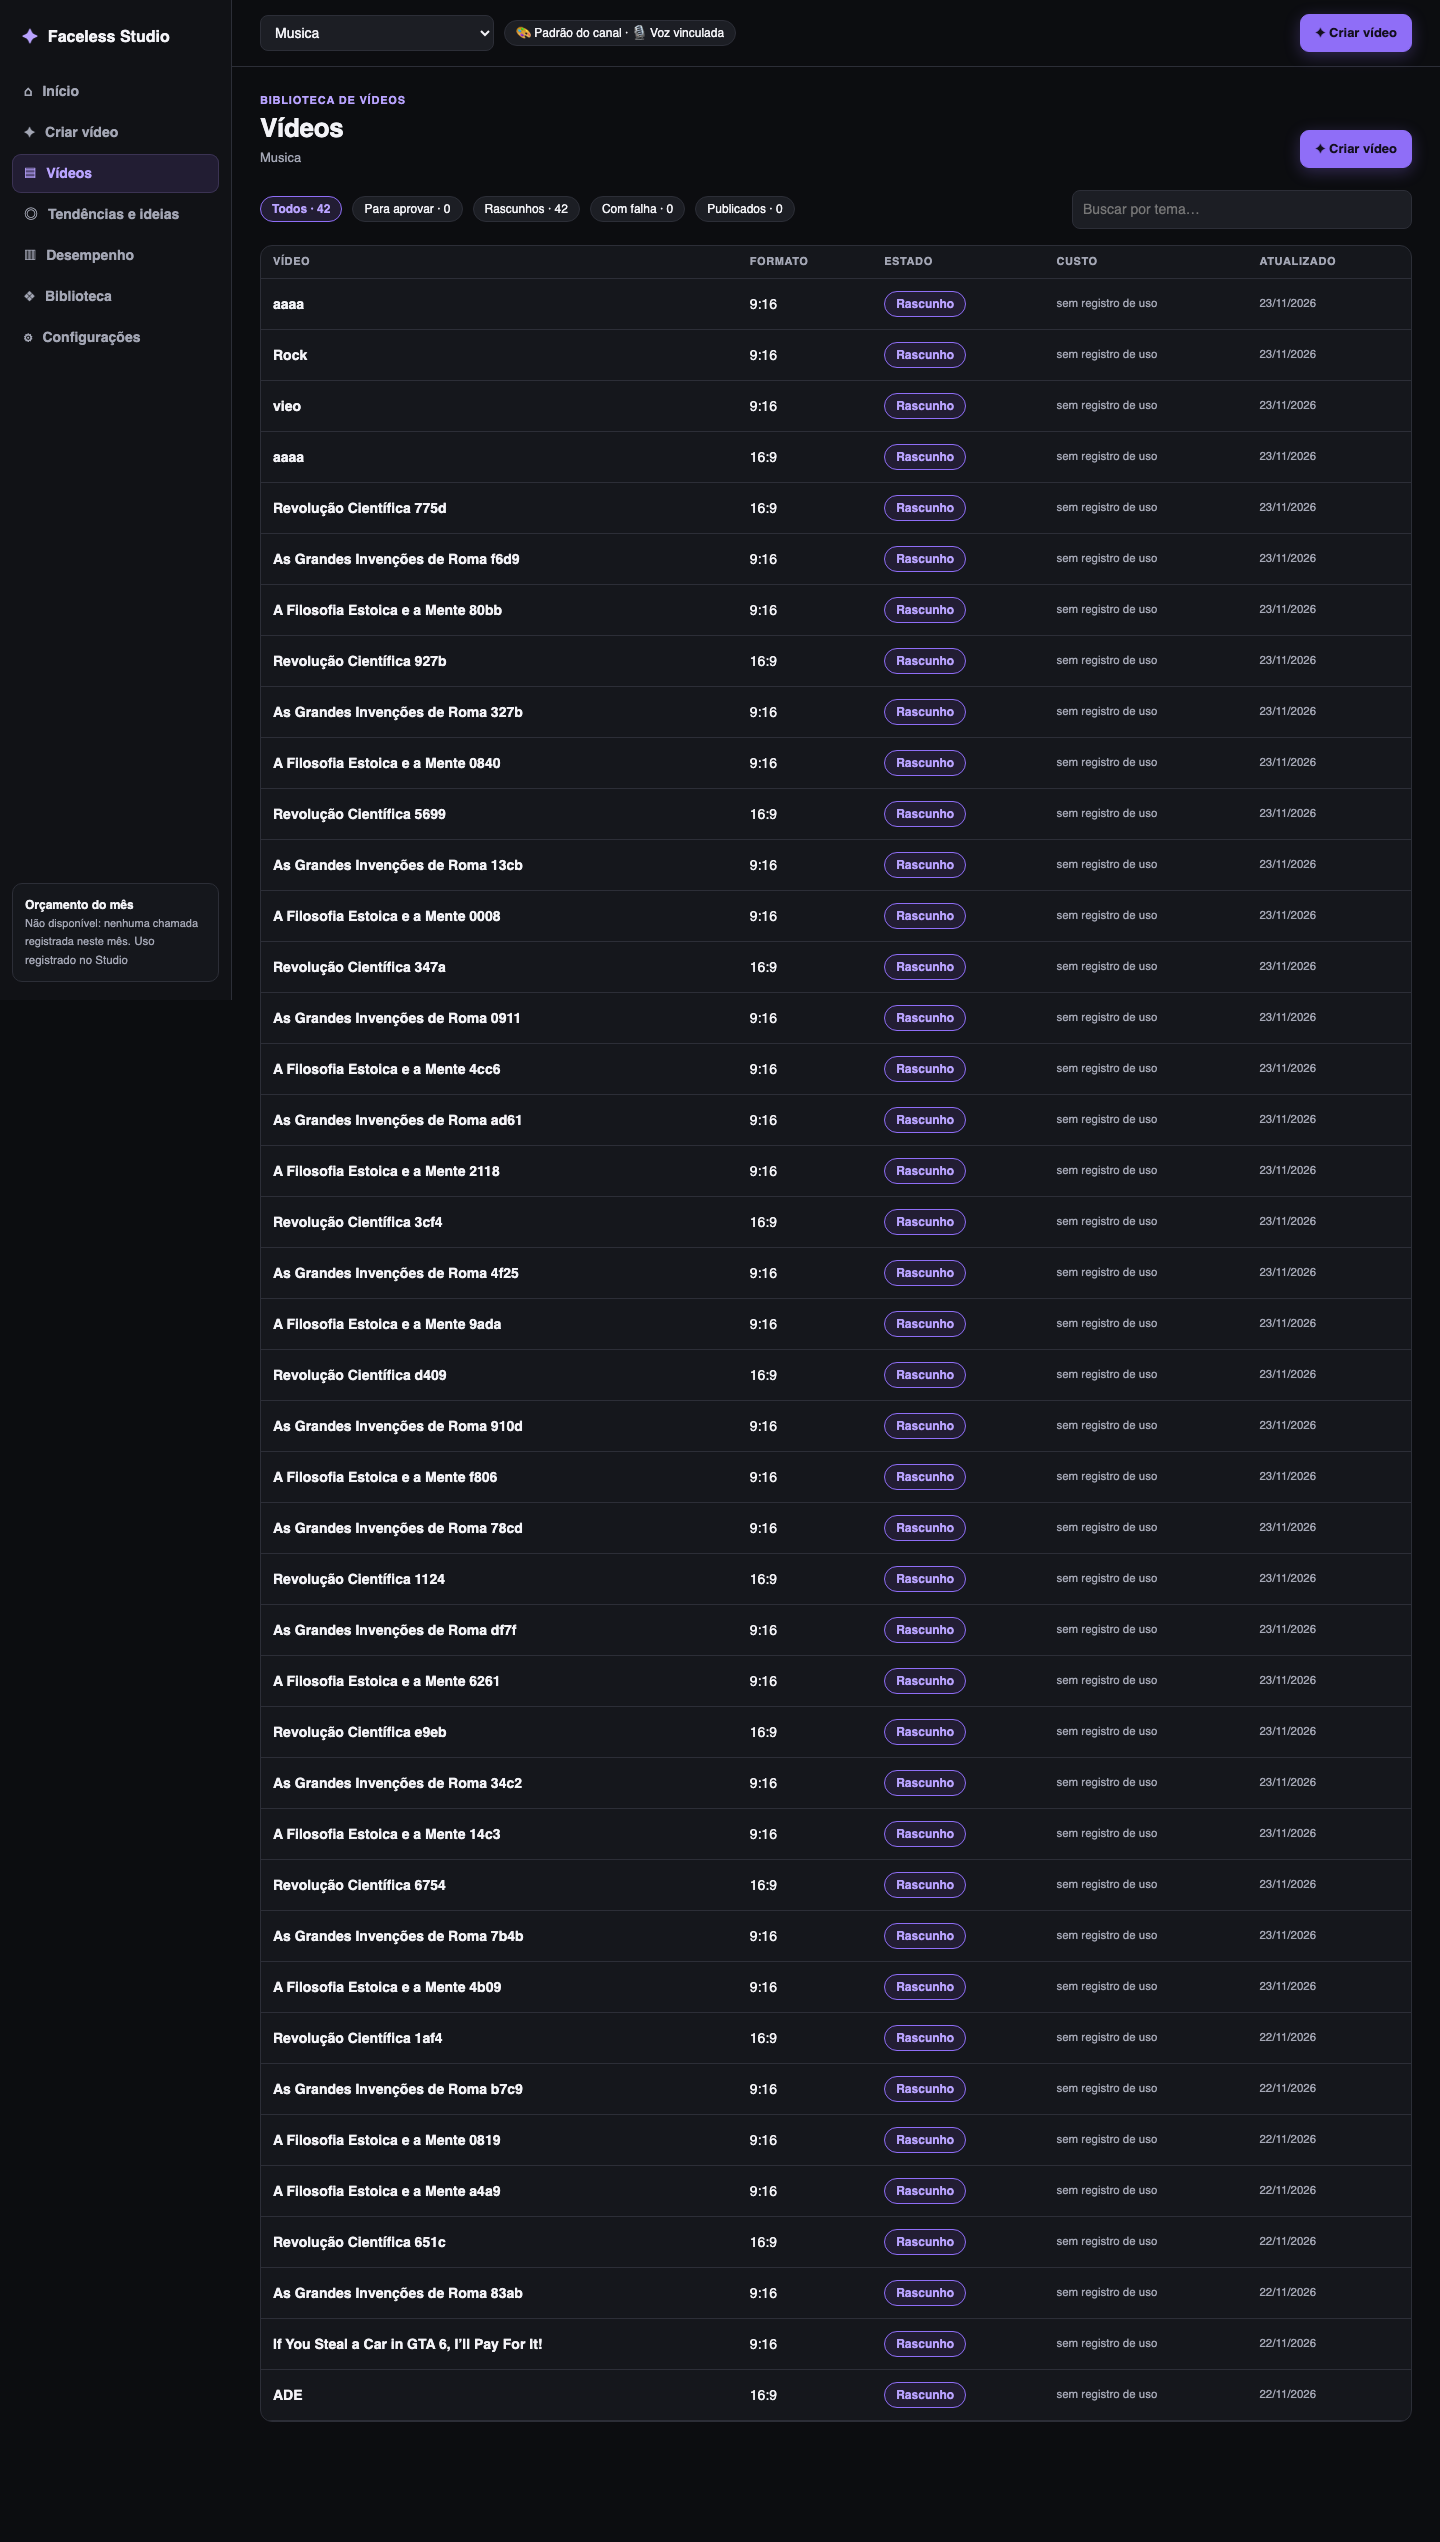 Faceless Studio
Início
Criar vídeo
Vídeos
Tendências e ideias
Desempenho
Biblioteca
Configurações
Orçamento do mês
Não disponível: nenhuma chamada
registrada neste mês. Uso
registrado no Studio
Musica
Padrão do canal · Voz vinculada
Criar vídeo
BIBLIOTECA DE VÍDEOS
Vídeos
Musica
Criar vídeo
Todos · 42 Para aprovar · 0 Rascunhos · 42 Com falha · 0 Publicados · 0 Buscar por tema…
VÍDEO FORMATO ESTADO CUSTO ATUALIZADO
aaaa 9:16 Rascunho sem registro de uso 23/11/2026
Rock 9:16 Rascunho sem registro de uso 23/11/2026
vieo 9:16 Rascunho sem registro de uso 23/11/2026
aaaa 16:9 Rascunho sem registro de uso 23/11/2026
Revolução Científica 775d 16:9 Rascunho sem registro de uso 23/11/2026
As Grandes Invenções de Roma f6d9 9:16 Rascunho sem registro de uso 23/11/2026
A Filosofia Estoica e a Mente 80bb 9:16 Rascunho sem registro de uso 23/11/2026
Revolução Científica 927b 16:9 Rascunho sem registro de uso 23/11/2026
As Grandes Invenções de Roma 327b 9:16 Rascunho sem registro de uso 23/11/2026
A Filosofia Estoica e a Mente 0840 9:16 Rascunho sem registro de uso 23/11/2026
Revolução Científica 5699 16:9 Rascunho sem registro de uso 23/11/2026
As Grandes Invenções de Roma 13cb 9:16 Rascunho sem registro de uso 23/11/2026
A Filosofia Estoica e a Mente 0008 9:16 Rascunho sem registro de uso 23/11/2026
Revolução Científica 347a 16:9 Rascunho sem registro de uso 23/11/2026
As Grandes Invenções de Roma 0911 9:16 Rascunho sem registro de uso 23/11/2026
A Filosofia Estoica e a Mente 4cc6 9:16 Rascunho sem registro de uso 23/11/2026
As Grandes Invenções de Roma ad61 9:16 Rascunho sem registro de uso 23/11/2026
A Filosofia Estoica e a Mente 2118 9:16 Rascunho sem registro de uso 23/11/2026
Revolução Científica 3cf4 16:9 Rascunho sem registro de uso 23/11/2026
As Grandes Invenções de Roma 4f25 9:16 Rascunho sem registro de uso 23/11/2026
A Filosofia Estoica e a Mente 9ada 9:16 Rascunho sem registro de uso 23/11/2026
Revolução Científica d409 16:9 Rascunho sem registro de uso 23/11/2026
As Grandes Invenções de Roma 910d 9:16 Rascunho sem registro de uso 23/11/2026
A Filosofia Estoica e a Mente f806 9:16 Rascunho sem registro de uso 23/11/2026
As Grandes Invenções de Roma 78cd 9:16 Rascunho sem registro de uso 23/11/2026
Revolução Científica 1124 16:9 Rascunho sem registro de uso 23/11/2026
As Grandes Invenções de Roma df7f 9:16 Rascunho sem registro de uso 23/11/2026
A Filosofia Estoica e a Mente 6261 9:16 Rascunho sem registro de uso 23/11/2026
Revolução Científica e9eb 16:9 Rascunho sem registro de uso 23/11/2026
As Grandes Invenções de Roma 34c2 9:16 Rascunho sem registro de uso 23/11/2026
A Filosofia Estoica e a Mente 14c3 9:16 Rascunho sem registro de uso 23/11/2026
Revolução Científica 6754 16:9 Rascunho sem registro de uso 23/11/2026
As Grandes Invenções de Roma 7b4b 9:16 Rascunho sem registro de uso 23/11/2026
A Filosofia Estoica e a Mente 4b09 9:16 Rascunho sem registro de uso 23/11/2026
Revolução Científica 1af4 16:9 Rascunho sem registro de uso 22/11/2026
As Grandes Invenções de Roma b7c9 9:16 Rascunho sem registro de uso 22/11/2026
A Filosofia Estoica e a Mente 0819 9:16 Rascunho sem registro de uso 22/11/2026
A Filosofia Estoica e a Mente a4a9 9:16 Rascunho sem registro de uso 22/11/2026
Revolução Científica 651c 16:9 Rascunho sem registro de uso 22/11/2026
As Grandes Invenções de Roma 83ab 9:16 Rascunho sem registro de uso 22/11/2026
If You Steal a Car in GTA 6, I'll Pay For It! 9:16 Rascunho sem registro de uso 22/11/2026
ADE 16:9 Rascunho sem registro de uso 22/11/2026